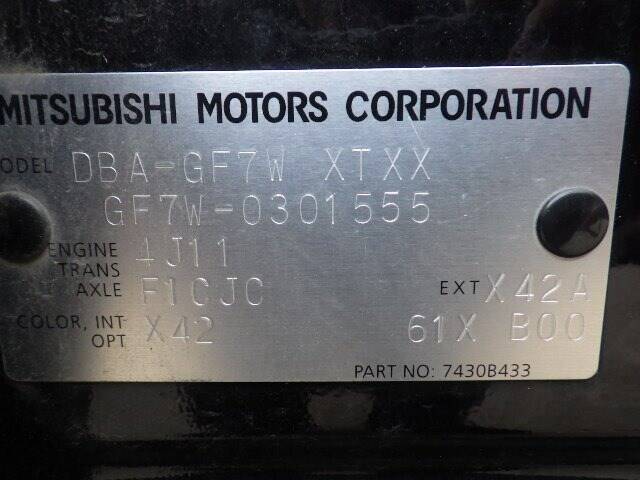 MITSUBISHI MOTORS CORPORATION
MODEL DBA-GF7W XTXX
GF7W-0301555
ENGINE 4J11
TRANS
AXLE F1CJC EXT X42A
COLOR, INT X42 61X B00
OPT
PART NO: 7430B433